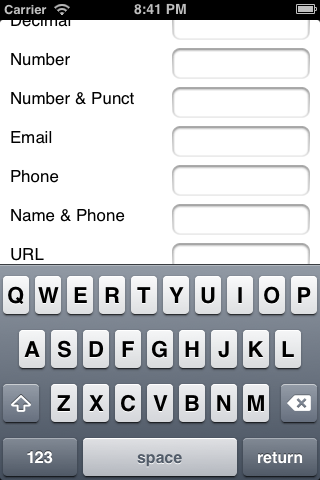 Carrier 8:41 PM
Decimal
Number
Number & Punct
Email
Phone
Name & Phone
URL
Q W E R T Y U I O P
A S D F G H J K L
Z X C V B N M
123 space return